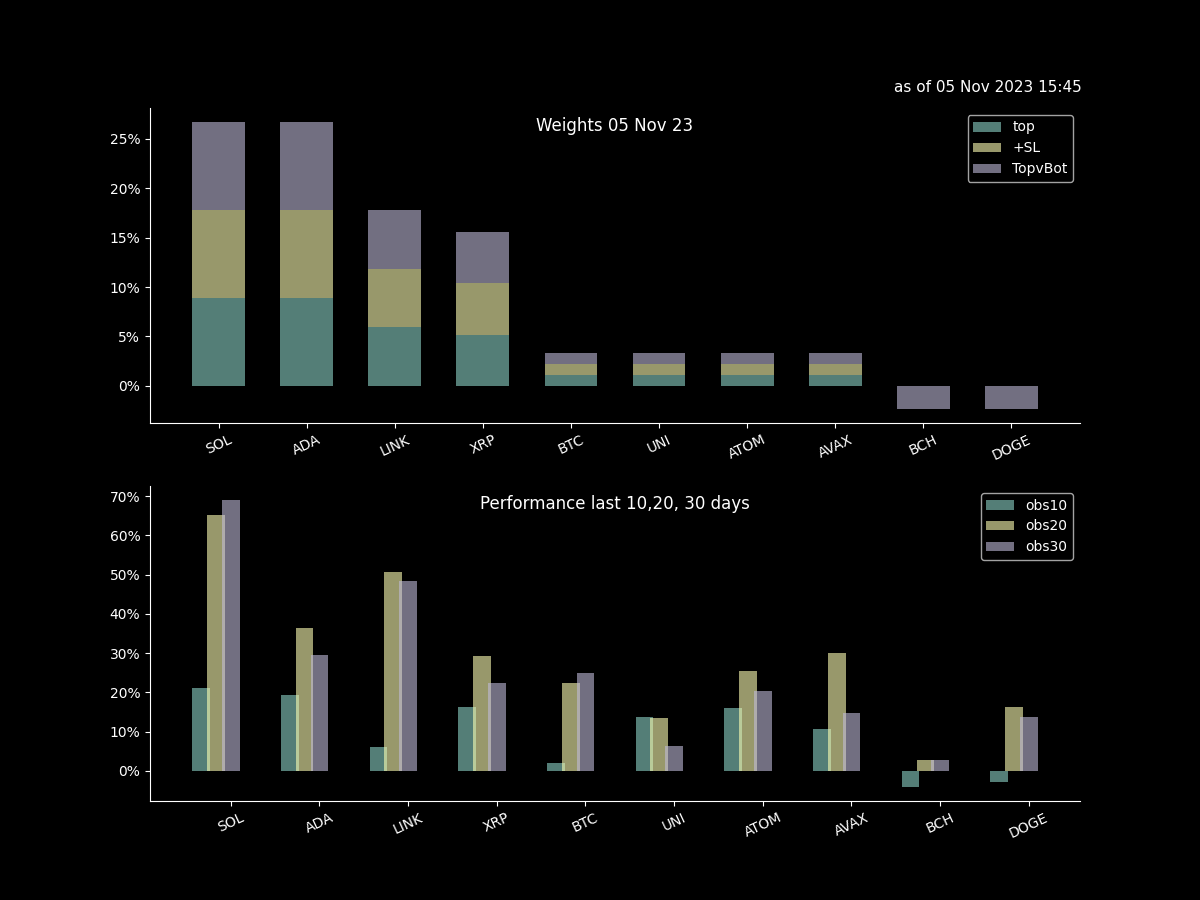 as of 05 Nov 2023 15:45
Weights 05 Nov 23
top
+SL
TopvBot
25%
20%
15%
10%
5%
0%
SOL ADA LINK XRP BTC UNI ATOM AVAX BCH DOGE
Performance last 10,20, 30 days
obs10
obs20
obs30
70%
60%
50%
40%
30%
20%
10%
0%
SOL ADA LINK XRP BTC UNI ATOM AVAX BCH DOGE